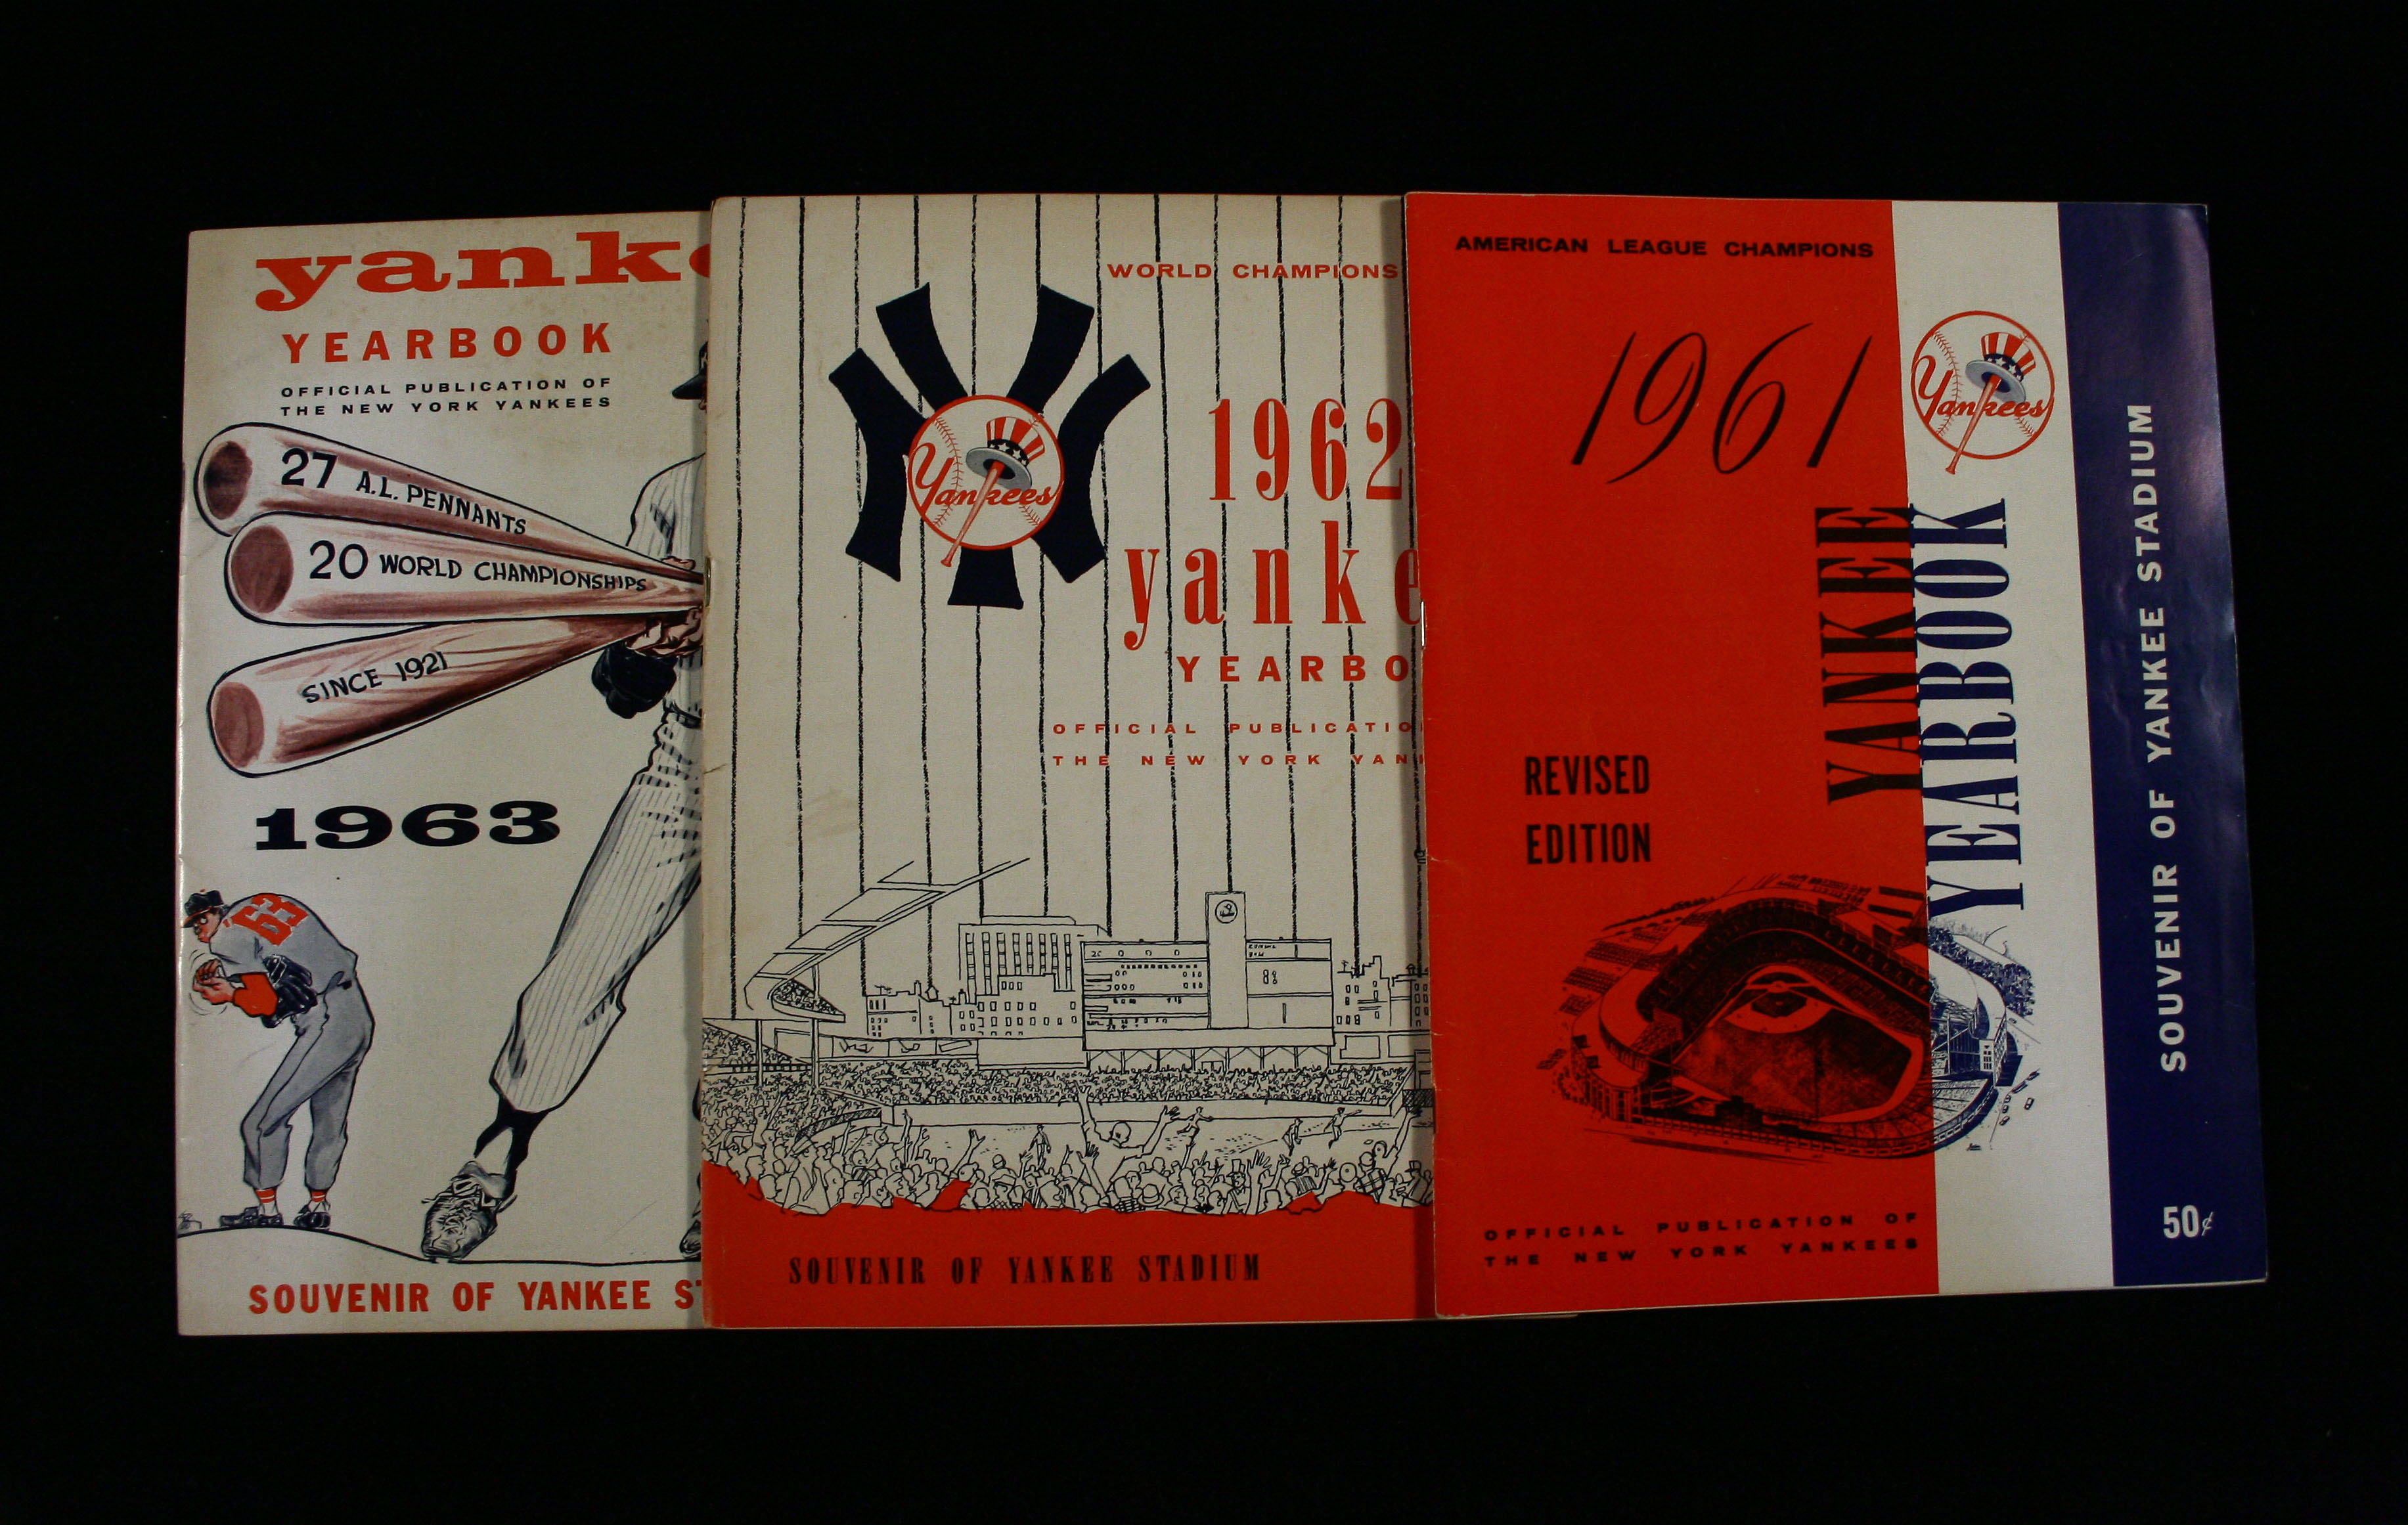 yanke
YEARBOOK
OFFICIAL PUBLICATION OF
THE NEW YORK YANKEES
27 A.L. PENNANTS
20 WORLD CHAMPIONSHIPS
SINCE 1921
1963
63
SOUVENIR OF YANKEE ST
WORLD CHAMPIONS
Yankees
1962
yanke
YEARBO
OFFICIAL PUBLICATIO
THE NEW YORK YAN
SOUVENIR OF YANKEE STADIUM
AMERICAN LEAGUE CHAMPIONS
1961
Yankees
YANKEE
YEARBOOK
REVISED
EDITION
OFFICIAL PUBLICATION OF
THE NEW YORK YANKEES
SOUVENIR OF YANKEE STADIUM
50¢